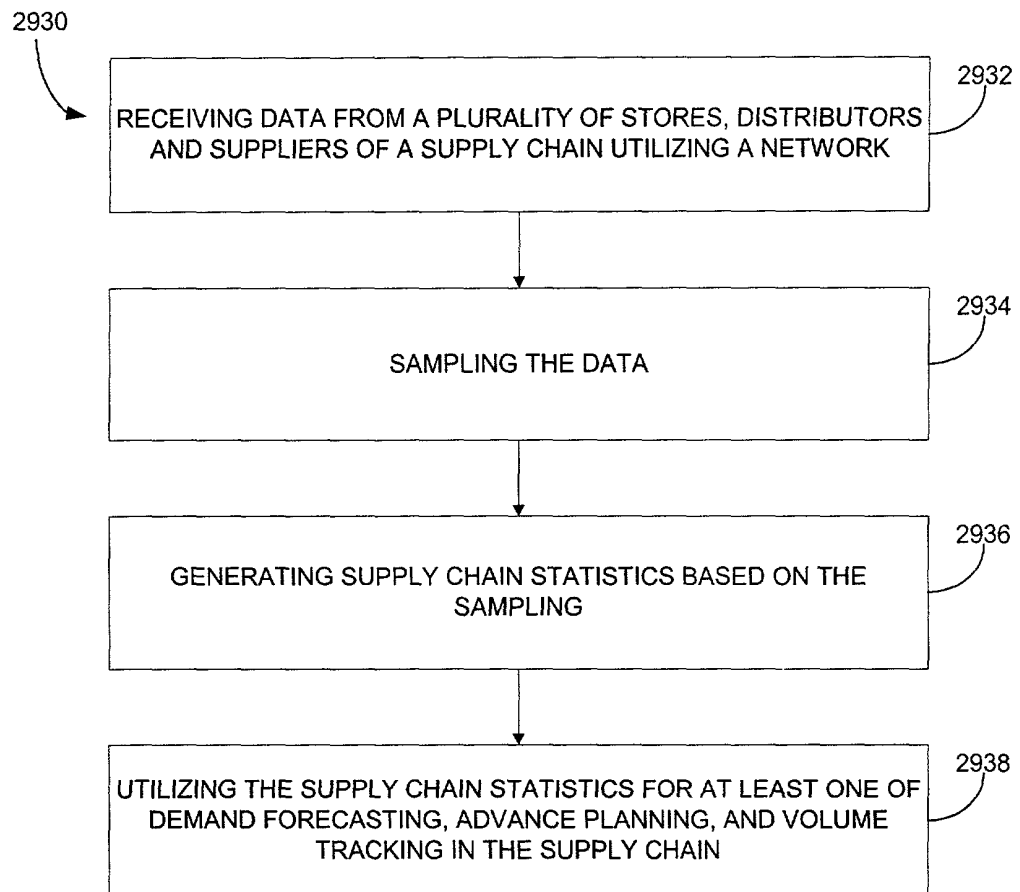 2930
2932
RECEIVING DATA FROM A PLURALITY OF STORES, DISTRIBUTORS
AND SUPPLIERS OF A SUPPLY CHAIN UTILIZING A NETWORK
2934
SAMPLING THE DATA
2936
GENERATING SUPPLY CHAIN STATISTICS BASED ON THE
SAMPLING
2938
UTILIZING THE SUPPLY CHAIN STATISTICS FOR AT LEAST ONE OF
DEMAND FORECASTING, ADVANCE PLANNING, AND VOLUME
TRACKING IN THE SUPPLY CHAIN